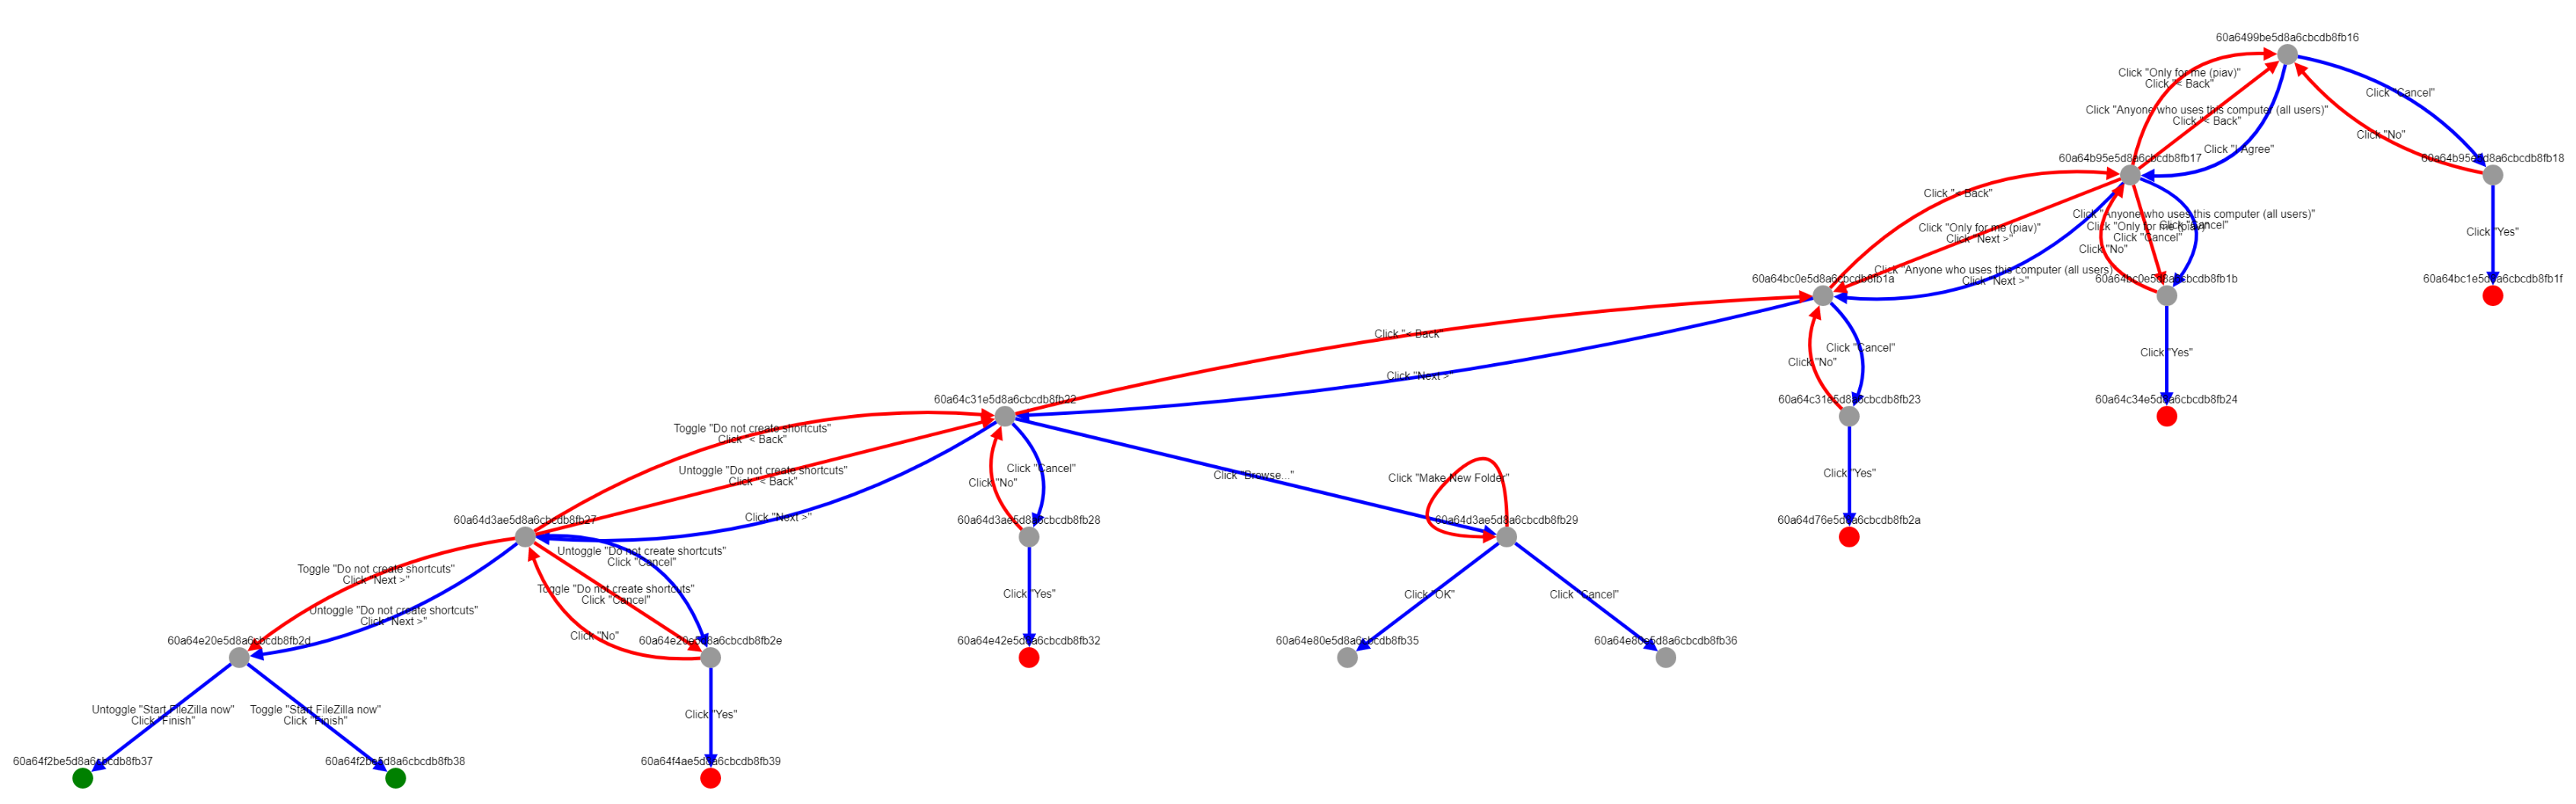 60a6499be5d8a6cbcdb8fb16
Click "Only for me (piav)"
Click "< Back"
Click "Cancel"
Click "Anyone who uses this computer (all users)"
Click "< Back"
Click "No"
Click "I Agree"
60a64b95e5d8a6cbcdb8fb17
60a64b95e5d8a6cbcdb8fb18
Click "< Back"
Click "Anyone who uses this computer (all users)"
Click "Cancel"
Click "Only for me (piav)"
Click "Next >"
Click "Only for me (piav)"
Click "Cancel"
Click "No"
Click "Yes"
Click "Anyone who uses this computer (all users)
Click "Next >"
60a64bc0e5d8a6cbcdb8fb1a
60a64bc0e5d8a6cbcdb8fb1b
60a64bc1e5d8a6cbcdb8fb1f
Click "< Back"
Click "Cancel"
Click "No"
Click "Yes"
Click "Next >"
60a64c31e5d8a6cbcdb8fb22
60a64c31e5d8a6cbcdb8fb23
60a64c34e5d8a6cbcdb8fb24
Toggle "Do not create shortcuts"
Click "< Back"
Untoggle "Do not create shortcuts"
Click "< Back"
Click "Cancel"
Click "No"
Click "Browse..."
Click "Make New Folder"
Click "Yes"
Click "Next >"
60a64d3ae5d8a6cbcdb8fb27
60a64d3ae5d8a6cbcdb8fb28
60a64d3ae5d8a6cbcdb8fb29
60a64d76e5d8a6cbcdb8fb2a
Untoggle "Do not create shortcuts"
Click "Cancel"
Toggle "Do not create shortcuts"
Click "Next >"
Toggle "Do not create shortcuts"
Click "Cancel"
Click "Yes"
Click "OK"
Click "Cancel"
Untoggle "Do not create shortcuts"
Click "Next >"
Click "No"
60a64e20e5d8a6cbcdb8fb2d
60a64e20e5d8a6cbcdb8fb2e
60a64e42e5d8a6cbcdb8fb32
60a64e80e5d8a6cbcdb8fb35
60a64e80e5d8a6cbcdb8fb36
Untoggle "Start FileZilla now"
Click "Finish"
Toggle "Start FileZilla now"
Click "Finish"
Click "Yes"
60a64f2be5d8a6cbcdb8fb37
60a64f2be5d8a6cbcdb8fb38
60a64f4ae5d8a6cbcdb8fb39